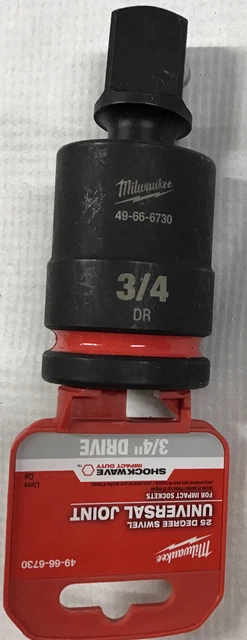 Milwaukee
49-66-6730
3/4
DR
49-66-6730
Milwaukee
25 DEGREE SWIVEL
UNIVERSAL JOINT
FOR IMPACT SOCKETS
SHOCKWAVE™
IMPACT DUTY
3/4" DRIVE